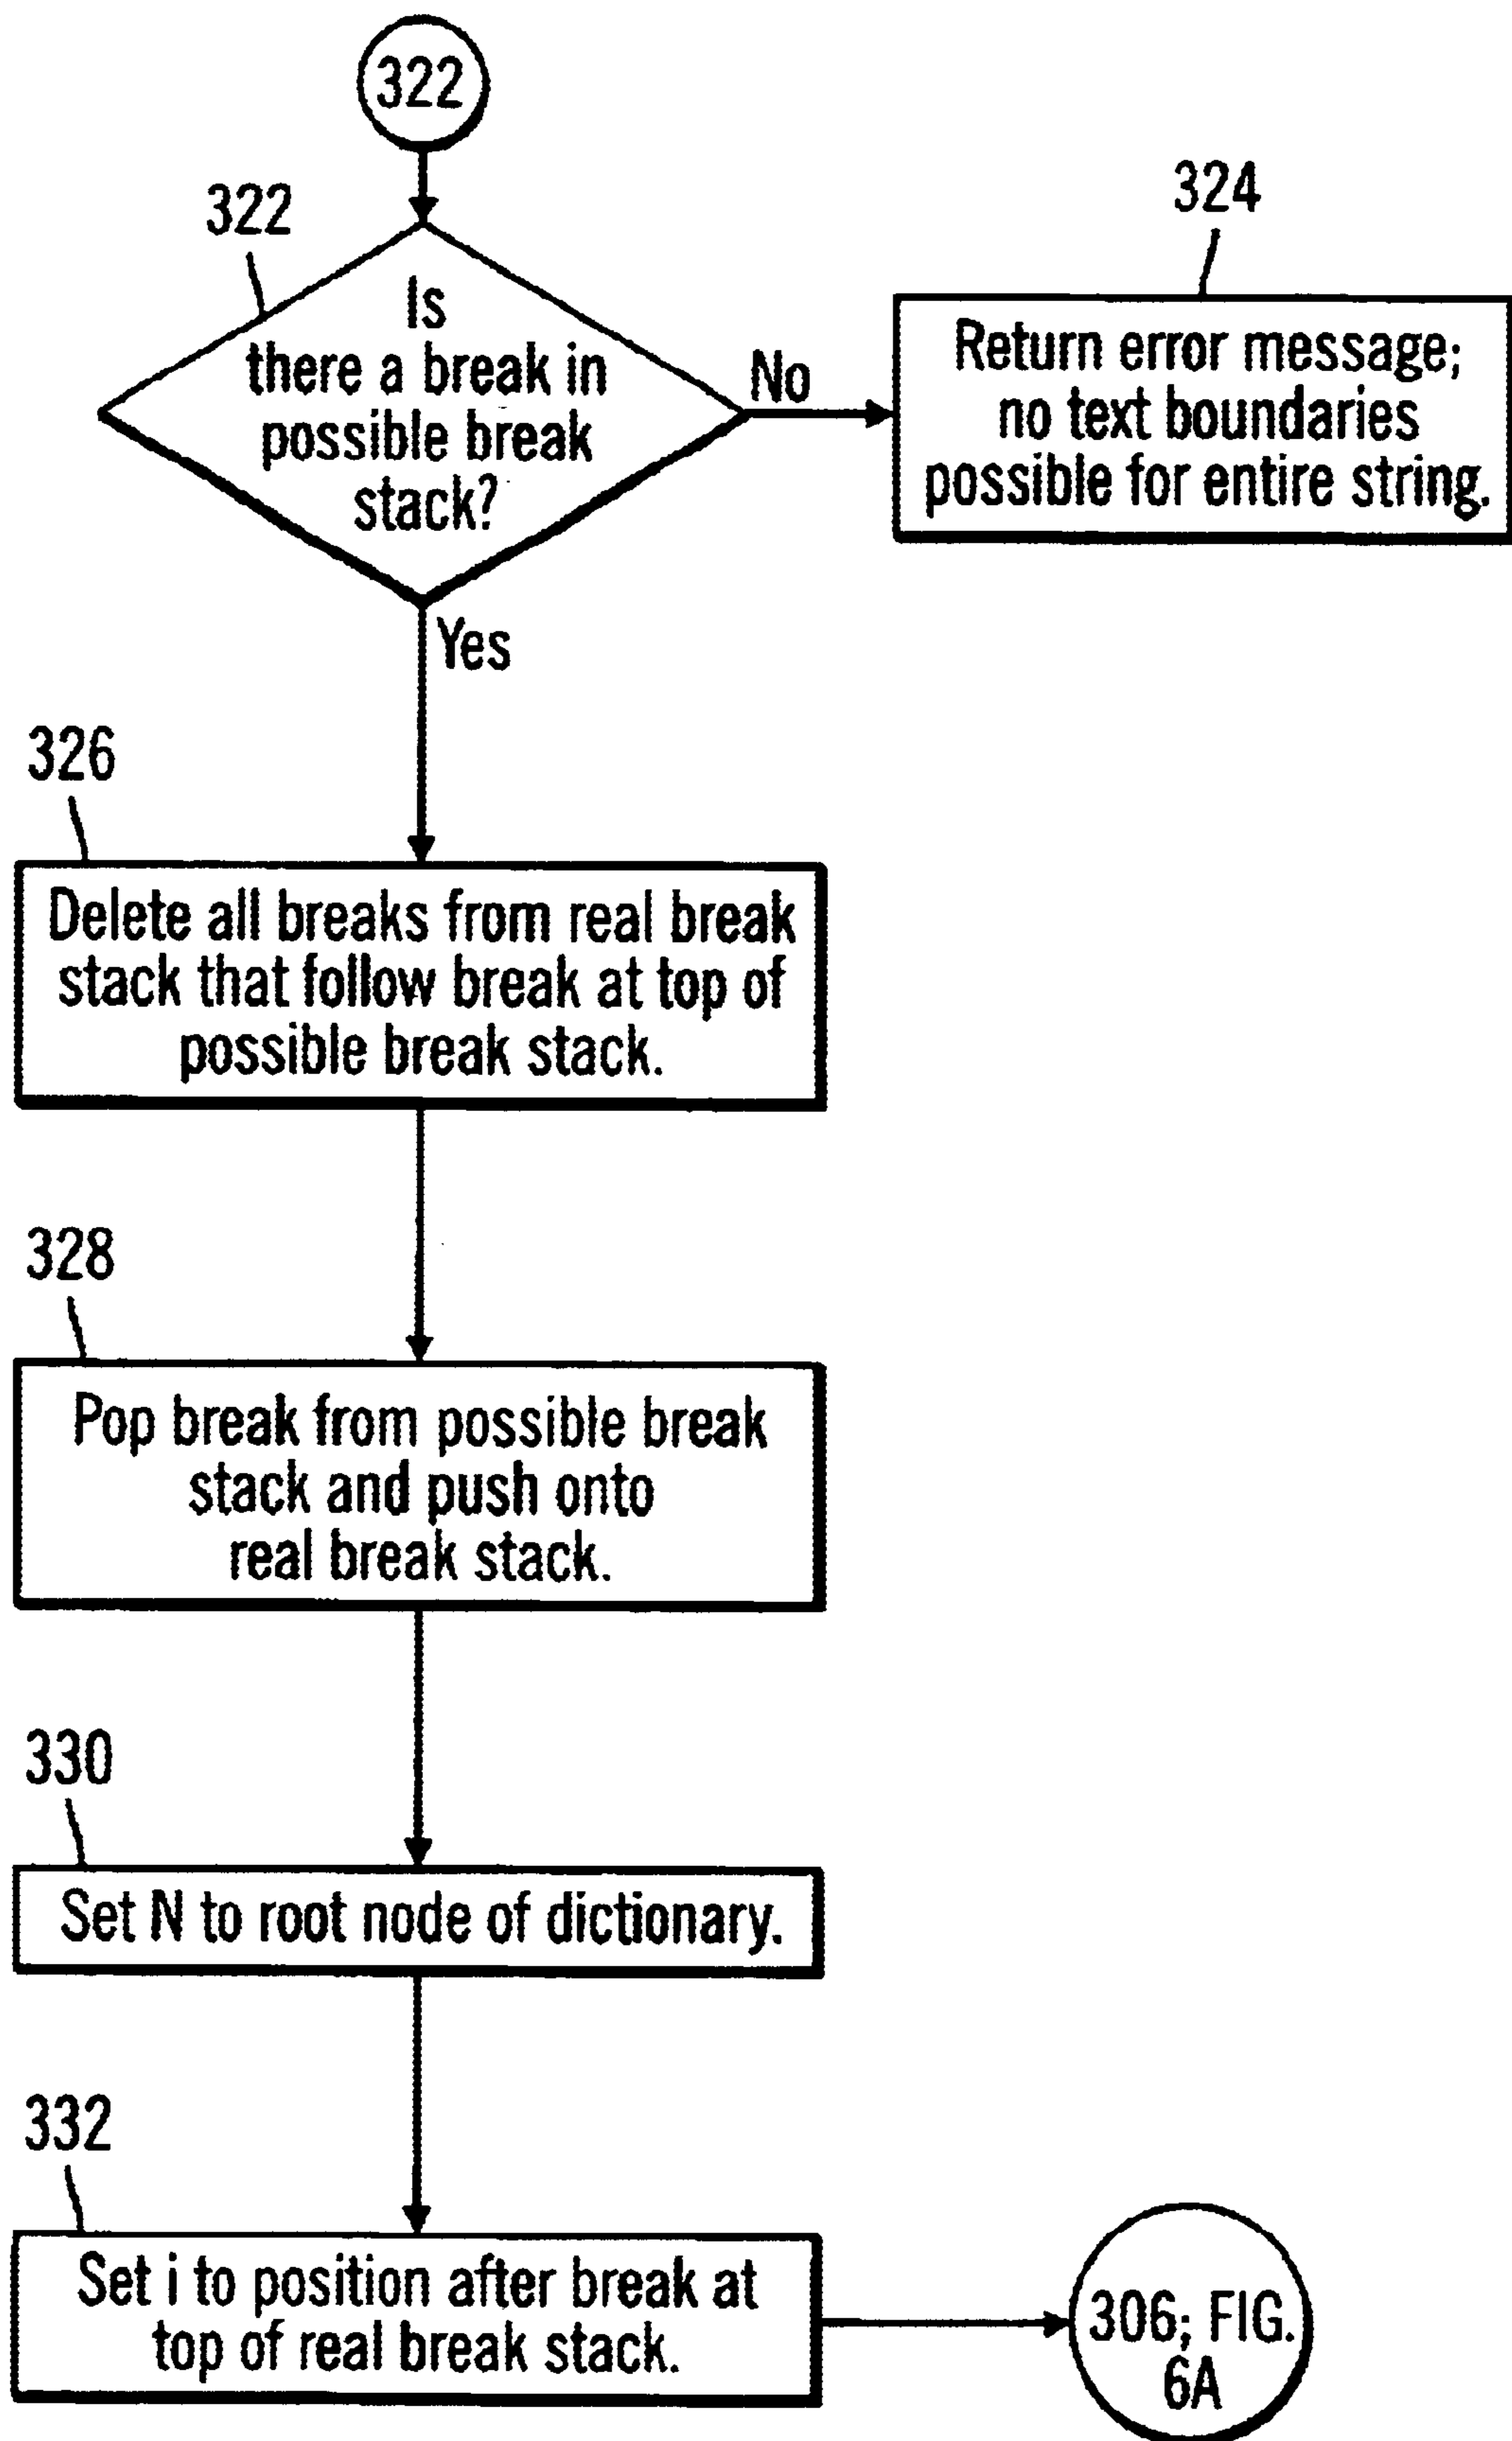 322
322
Is
there a break in
possible break
stack?
No
324
Return error message;
no text boundaries
possible for entire string.
Yes
326
Delete all breaks from real break
stack that follow break at top of
possible break stack.
328
Pop break from possible break
stack and push onto
real break stack.
330
Set N to root node of dictionary.
332
Set i to position after break at
top of real break stack.
306; FIG.
6A